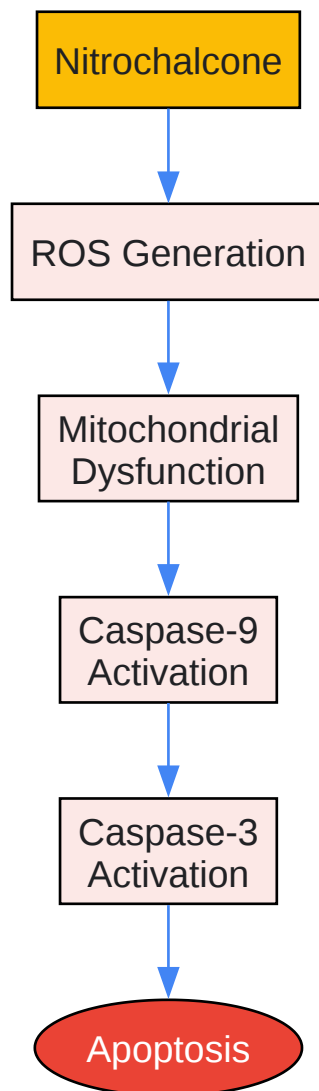 Nitrochalcone
ROS Generation
Mitochondrial
Dysfunction
Caspase-9
Activation
Caspase-3
Activation
Apoptosis